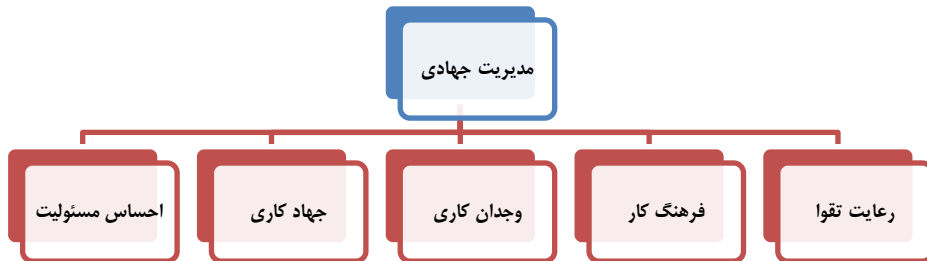 مدیریت جهادی
رعایت تقوا
فرهنگ کار
وجدان کاری
جهاد کاری
احساس مسئولیت